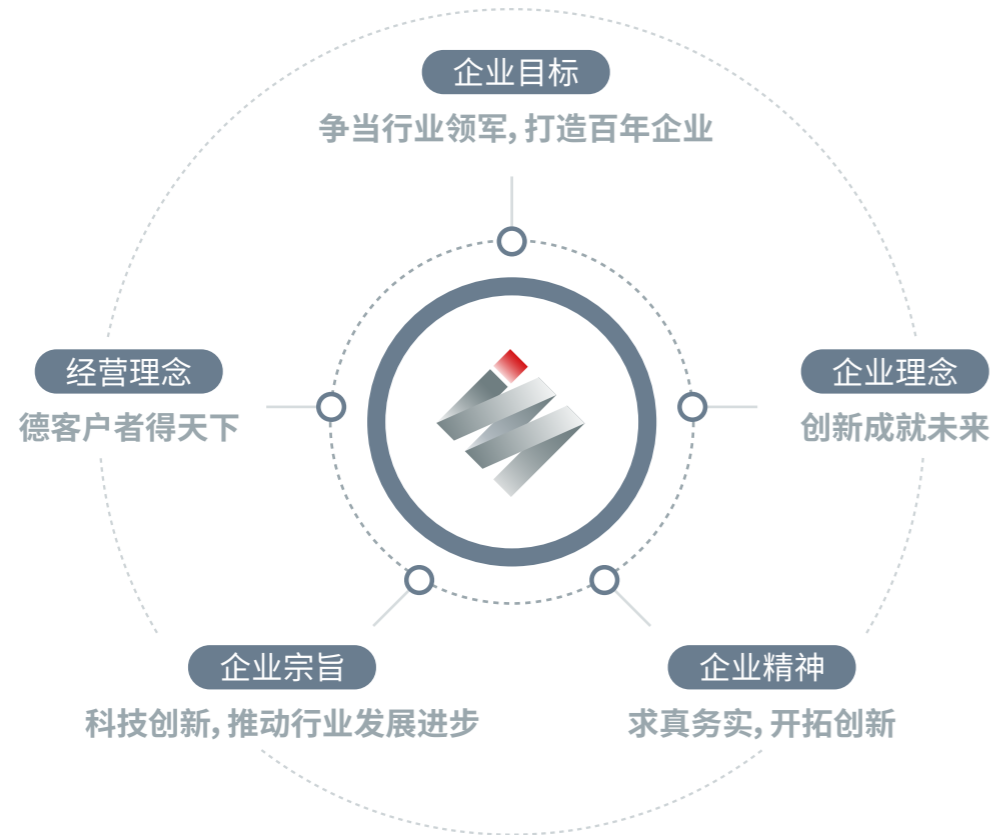 企业目标
争当行业领军，打造百年企业
经营理念
德客户者得天下
企业理念
创新成就未来
企业宗旨
科技创新，推动行业发展进步
企业精神
求真务实，开拓创新